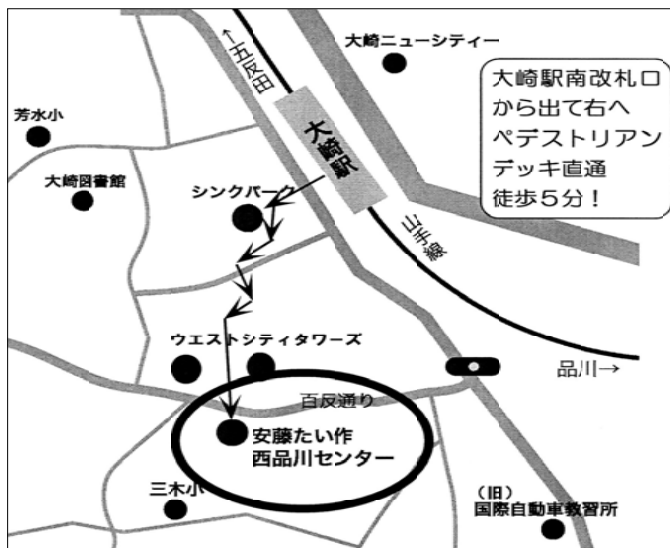 ←五反田
大崎ニューシティー
大崎駅南改札口
から出て右へ
ペデストリアン
デッキ直通
徒歩5分！
芳水小
大崎駅
大崎図書館
シンクパーク
山手線
ウエストシティタワーズ
品川→
百反通り
安藤たい作
西品川センター
三木小
（旧）
国際自動車教習所